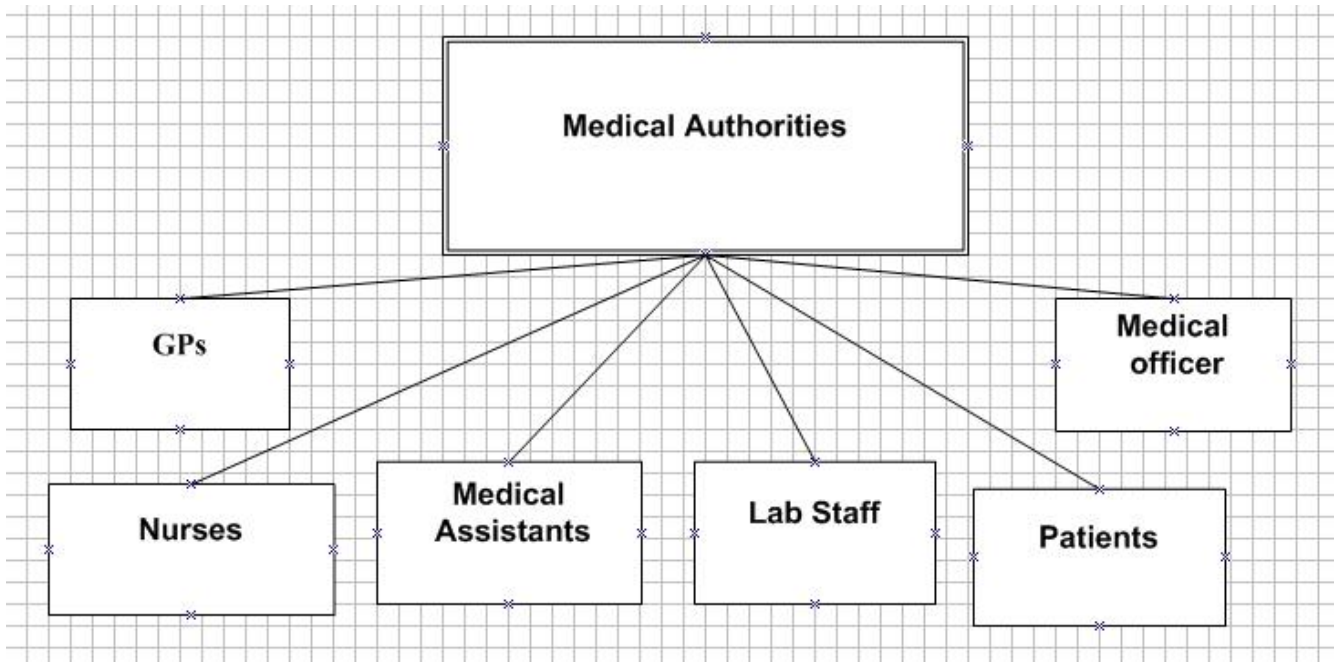 Medical Authorities
GPs
Medical
officer
Nurses
Medical
Assistants
Lab Staff
Patients